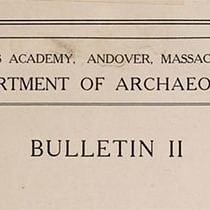 S ACADEMY, ANDOVER, MASSAC
RTMENT OF ARCHAEO
BULLETIN II